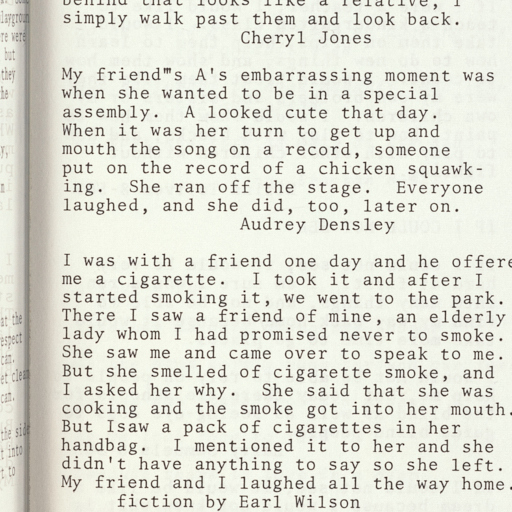 behind that looks like a relative, I
simply walk past them and look back.
Cheryl Jones
My friend"s A's embarrassing moment was
when she wanted to be in a special
assembly. A looked cute that day.
When it was her turn to get up and
mouth the song on a record, someone
put on the record of a chicken squawk-
ing. She ran off the stage. Everyone
laughed, and she did, too, later on.
Audrey Densley
I was with a friend one day and he offere
me a cigarette. I took it and after I
started smoking it, we went to the park.
There I saw a friend of mine, an elderly
lady whom I had promised never to smoke.
She saw me and came over to speak to me.
But she smelled of cigarette smoke, and
I asked her why. She said that she was
cooking and the smoke got into her mouth.
But Isaw a pack of cigarettes in her
handbag. I mentioned it to her and she
didn't have anything to say so she left.
My friend and I laughed all the way home.
fiction by Earl Wilson